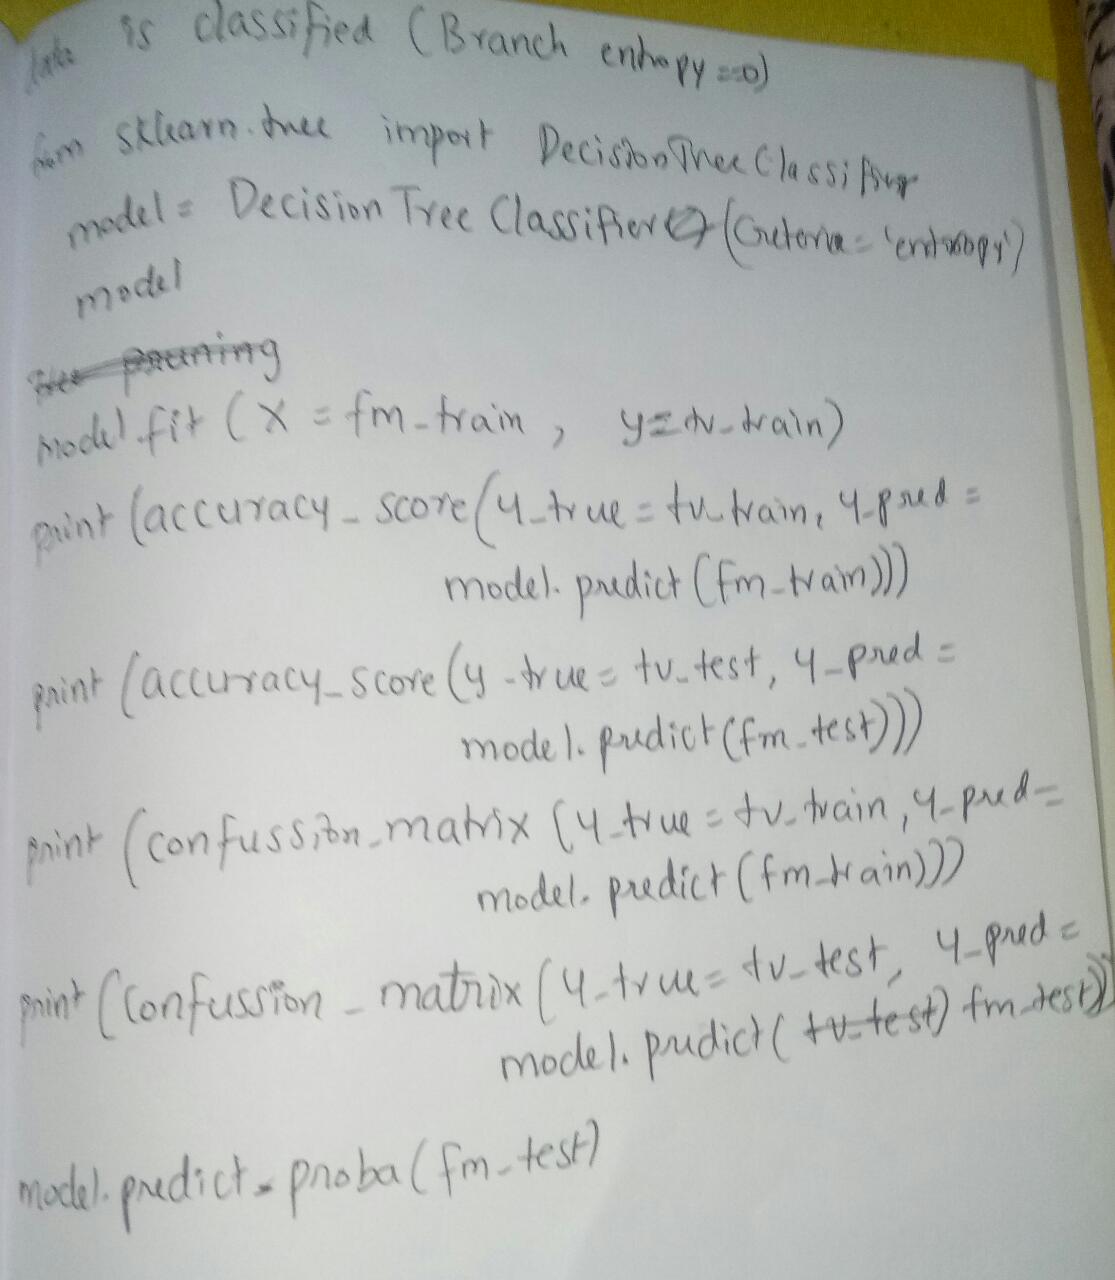 data is classified (Branch entropy ==0)
from sklearn.tree import DecisionTreeClassifier
model = Decision Tree Classifier (Criteria = 'entropy')
model
pruning
model.fit (X = fm_train, y=tv_train)
print (accuracy_score (y_true = tv_train, y_pred =
model.predict (fm_train)))
print (accuracy_score (y_true = tv_test, y_pred =
model.predict (fm_test)))
print (confussion_matrix (y_true = tv_train, y_pred =
model.predict (fm_train)))
print (confussion_matrix (y_true = tv_test, y_pred =
model.predict (tv_test) fm_test))
model.predict_proba (fm_test)